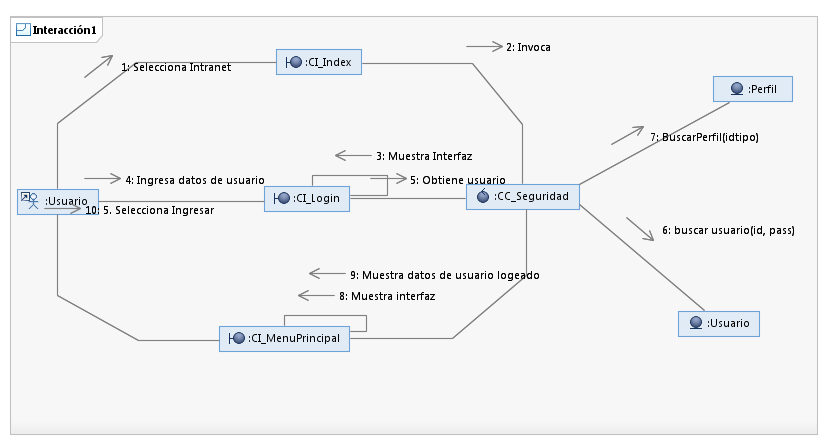 Interacción1
2: Invoca
1: Selecciona Intranet
:CI_Index
:Perfil
7: BuscarPerfil(idtipo)
3: Muestra Interfaz
4: Ingresa datos de usuario
5: Obtiene usuario
:Usuario
:CI_Login
:CC_Seguridad
10: 5. Selecciona Ingresar
6: buscar usuario(id, pass)
9: Muestra datos de usuario logeado
8: Muestra interfaz
:Usuario
:CI_MenuPrincipal